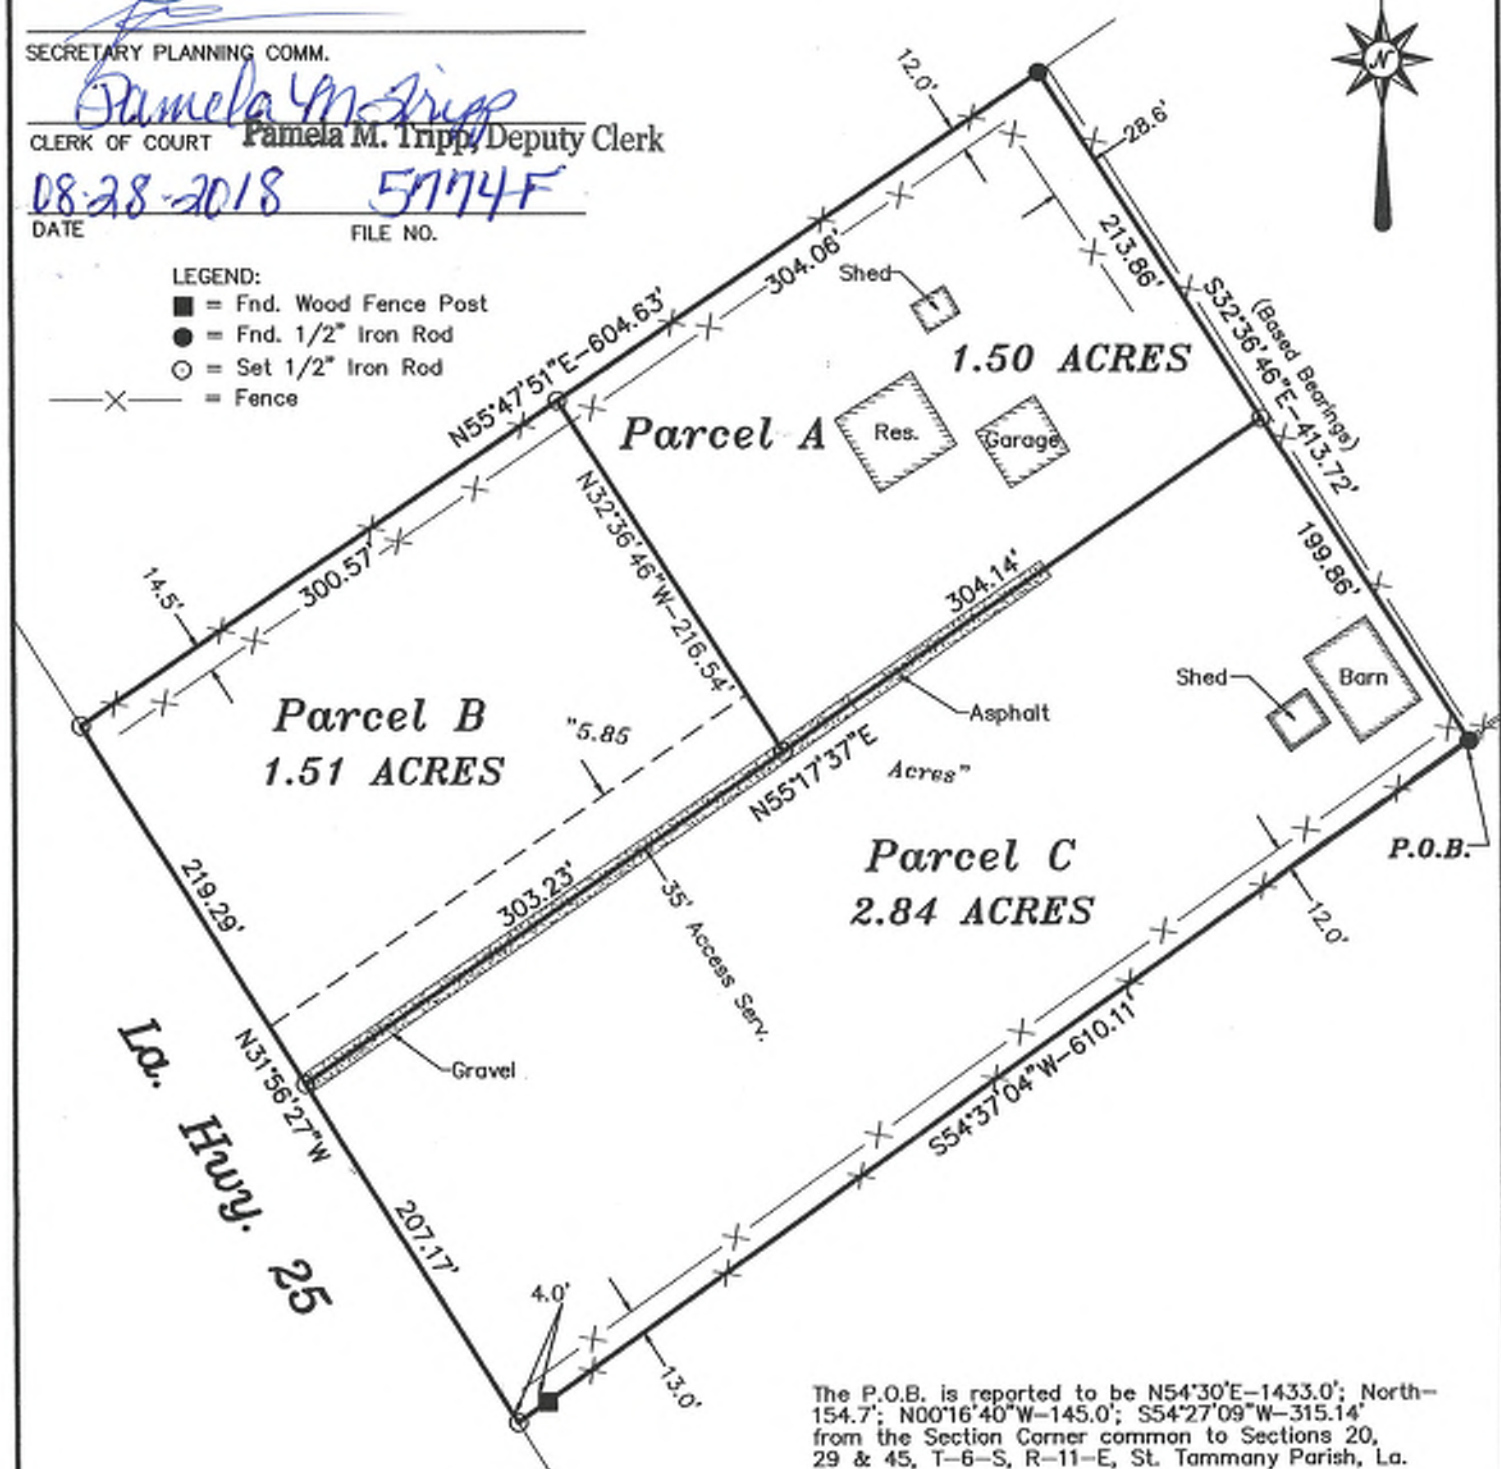 SECRETARY PLANNING COMM.
Pamela M. Tripp
CLERK OF COURT Pamela M. Tripp, Deputy Clerk
08-28-2018 5774F
DATE FILE NO.
LEGEND:
■ = Fnd. Wood Fence Post
● = Fnd. 1/2" Iron Rod
○ = Set 1/2" Iron Rod
—X— = Fence
N
12.0'
28.6'
N55°47'51"E-604.63'
304.06'
Shed
213.86'
S32°36'46"E-413.72'
(Based Bearings)
1.50 ACRES
Parcel A
Res.
Garage
300.57'
14.5'
N32°36'46"W-216.54'
304.14'
199.86'
Parcel B
1.51 ACRES
"5.85
Acres"
Asphalt
N55°17'37"E
Shed
Barn
P.O.B.
Parcel C
2.84 ACRES
219.29'
303.23'
35' Access Serv.
12.0'
Gravel
La. Hwy. 25
N31°56'27"W
S54°37'04"W-610.11'
207.17'
4.0'
13.0'
The P.O.B. is reported to be N54°30'E-1433.0'; North-
154.7'; N00°16'40"W-145.0'; S54°27'09"W-315.14'
from the Section Corner common to Sections 20,
29 & 45, T-6-S, R-11-E, St. Tammany Parish, La.